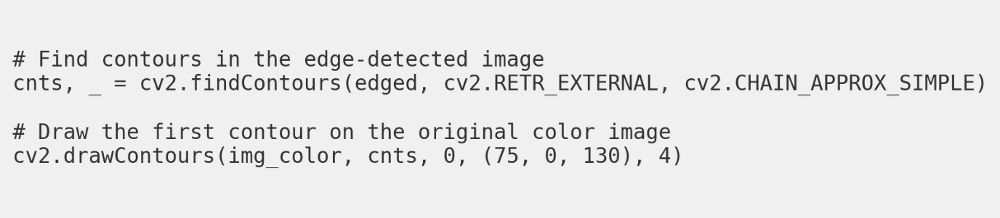 # Find contours in the edge-detected image
cnts, _ = cv2.findContours(edged, cv2.RETR_EXTERNAL, cv2.CHAIN_APPROX_SIMPLE)
# Draw the first contour on the original color image
cv2.drawContours(img_color, cnts, 0, (75, 0, 130), 4)